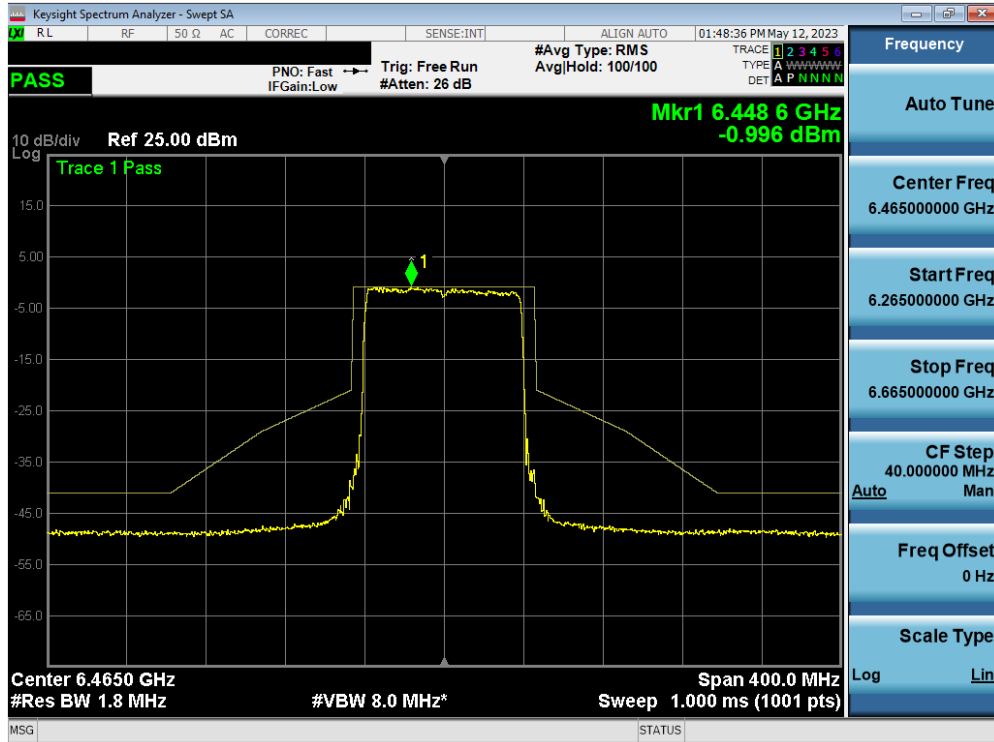 Keysight Spectrum Analyzer - Swept SA
LXI RL RF 50 Ω AC CORREC SENSE:INT ALIGN AUTO 01:48:36 PM May 12, 2023
PASS
PNO: Fast
IFGain:Low
Trig: Free Run
#Atten: 26 dB
#Avg Type: RMS
Avg|Hold: 100/100
TRACE 1 2 3 4 5 6
TYPE A WWWWW
DET A P N N N N
Mkr1 6.448 6 GHz
-0.996 dBm
10 dB/div Ref 25.00 dBm
Log
Trace 1 Pass
15.0
5.00
-5.00
-15.0
-25.0
-35.0
-45.0
-55.0
-65.0
1
Center 6.4650 GHz Span 400.0 MHz
#Res BW 1.8 MHz #VBW 8.0 MHz* Sweep 1.000 ms (1001 pts)
MSG STATUS
Frequency
Auto Tune
Center Freq
6.465000000 GHz
Start Freq
6.265000000 GHz
Stop Freq
6.665000000 GHz
CF Step
40.000000 MHz
Auto Man
Freq Offset
0 Hz
Scale Type
Log Lin